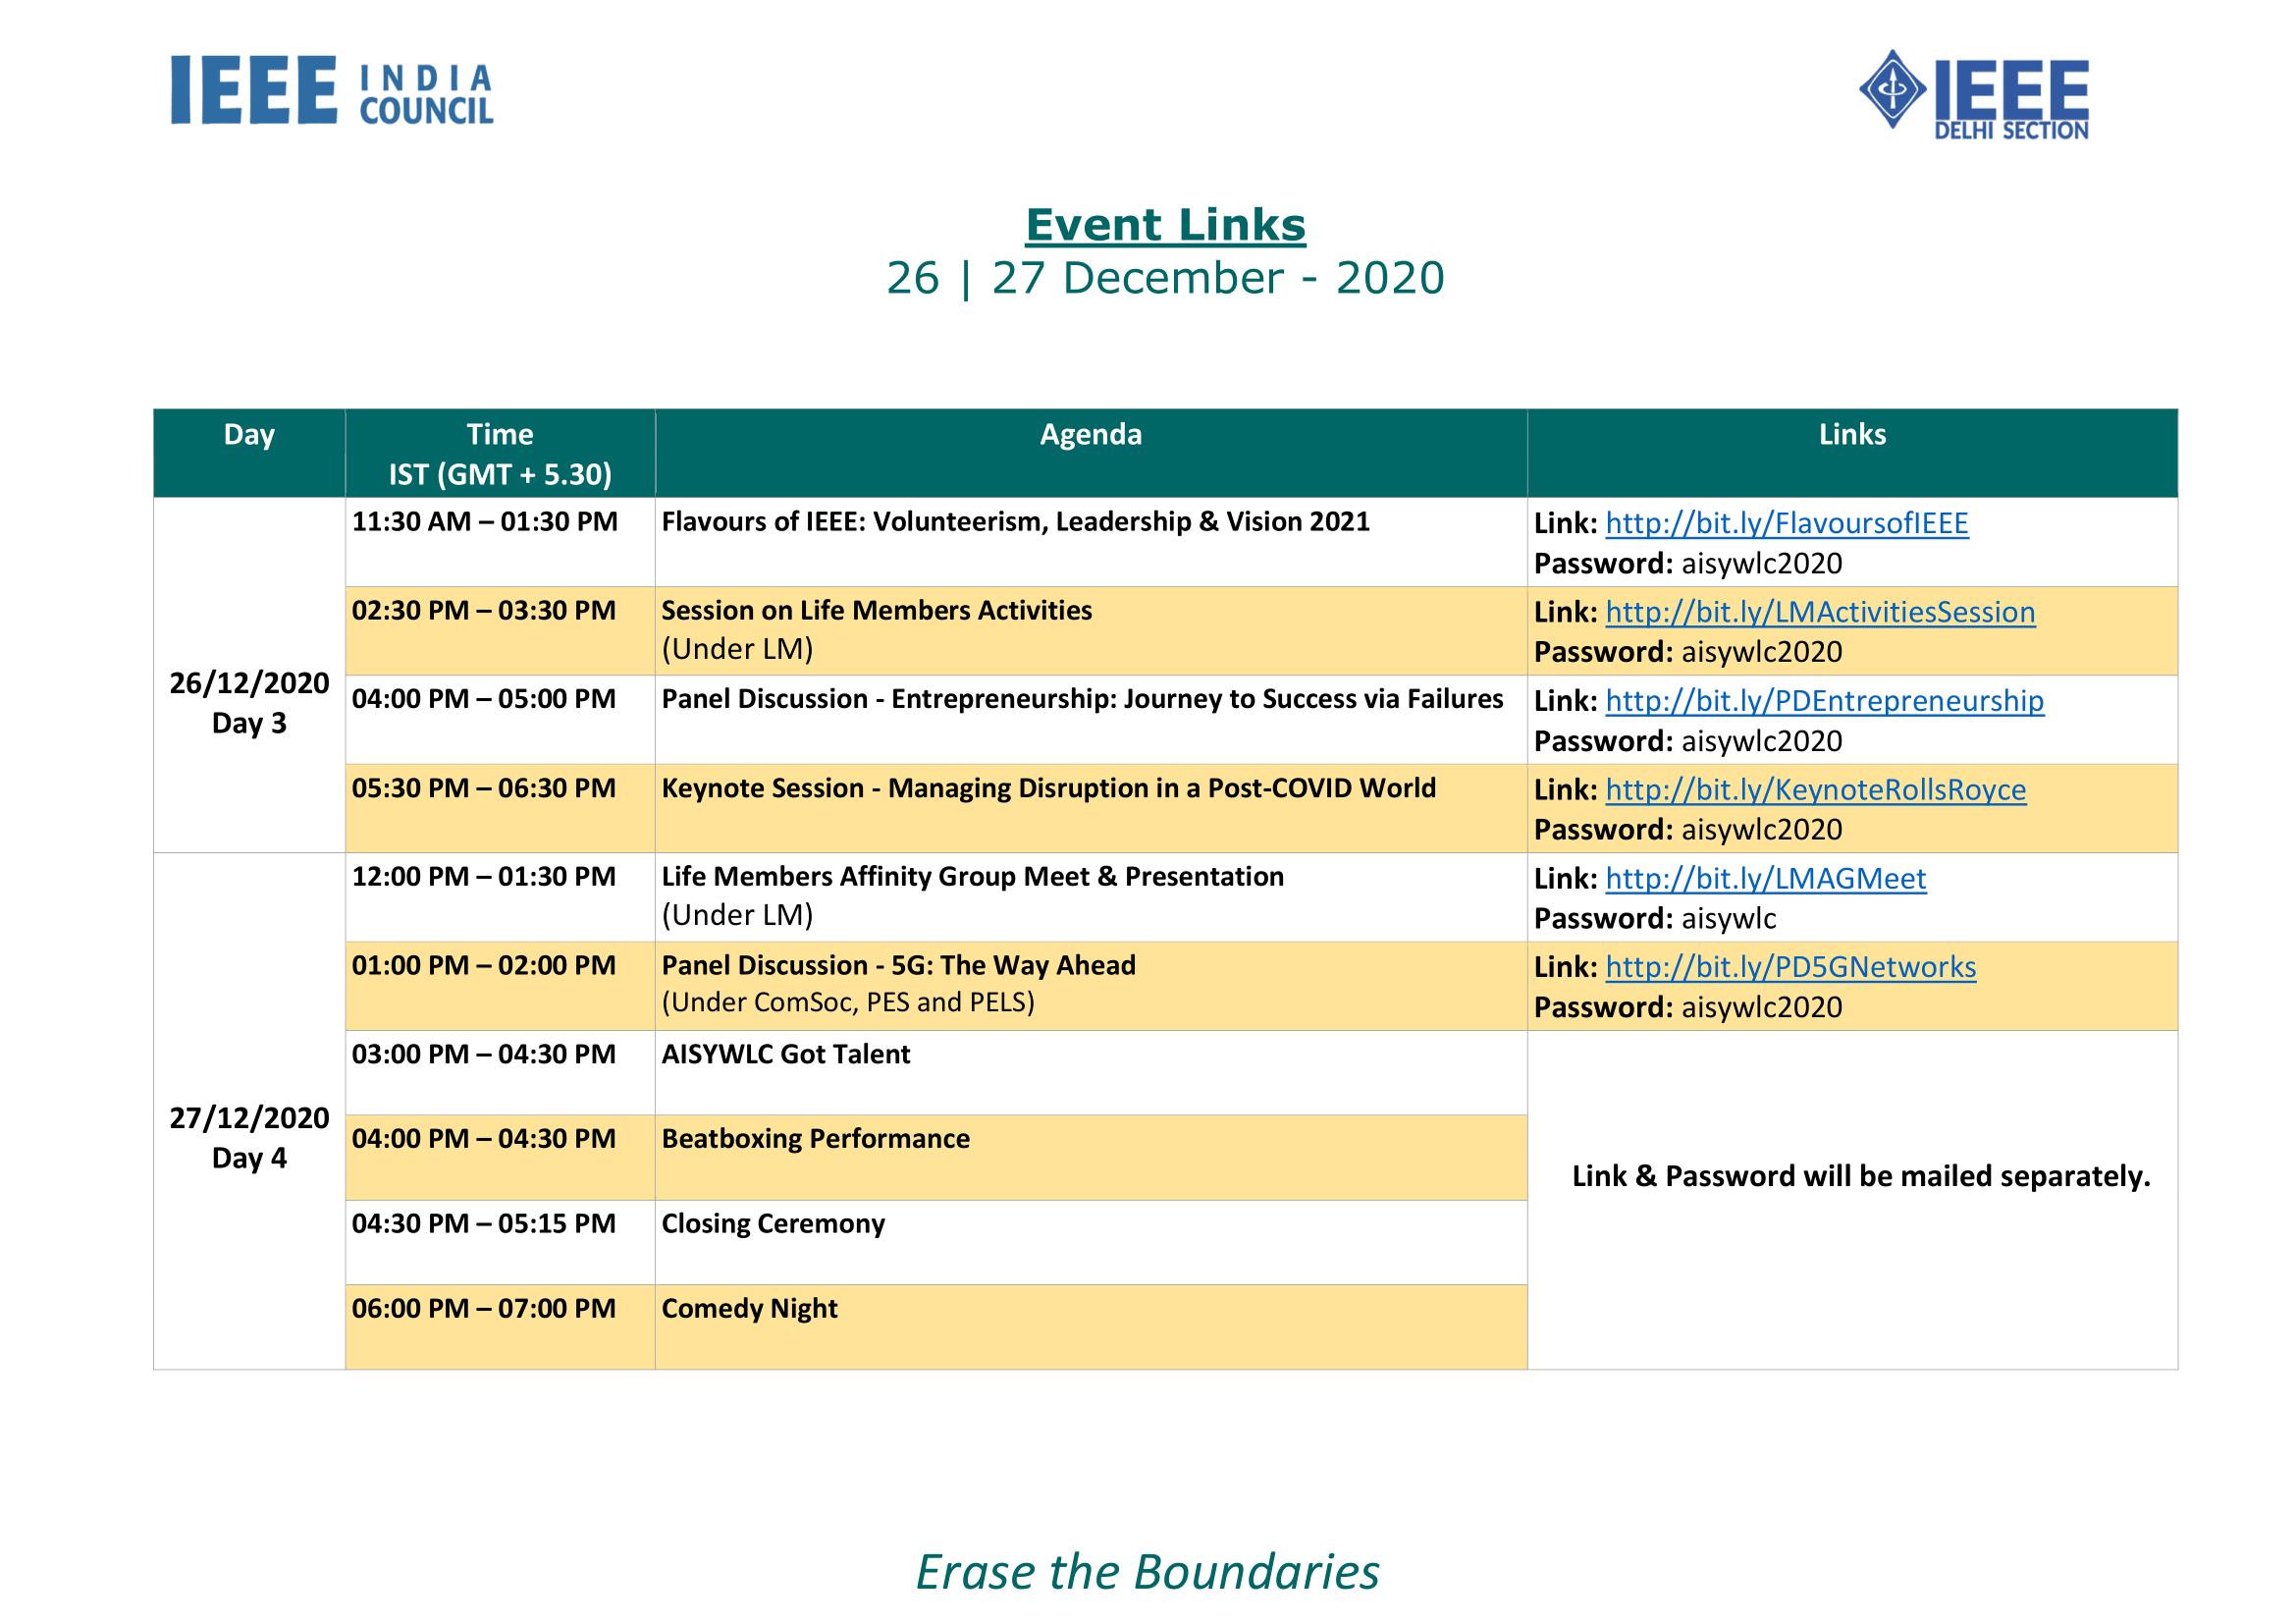 IEEE INDIA COUNCIL
IEEE DELHI SECTION
Event Links
26 | 27 December - 2020
Day Time Agenda Links
IST (GMT + 5.30)
26/12/2020
Day 3
11:30 AM – 01:30 PM Flavours of IEEE: Volunteerism, Leadership & Vision 2021 Link: http://bit.ly/FlavoursofIEEE
Password: aisywlc2020
02:30 PM – 03:30 PM Session on Life Members Activities Link: http://bit.ly/LMActivitiesSession
(Under LM) Password: aisywlc2020
04:00 PM – 05:00 PM Panel Discussion - Entrepreneurship: Journey to Success via Failures Link: http://bit.ly/PDEntrepreneurship
Password: aisywlc2020
05:30 PM – 06:30 PM Keynote Session - Managing Disruption in a Post-COVID World Link: http://bit.ly/KeynoteRollsRoyce
Password: aisywlc2020
27/12/2020
Day 4
12:00 PM – 01:30 PM Life Members Affinity Group Meet & Presentation Link: http://bit.ly/LMAGMeet
(Under LM) Password: aisywlc
01:00 PM – 02:00 PM Panel Discussion - 5G: The Way Ahead Link: http://bit.ly/PD5GNetworks
(Under ComSoc, PES and PELS) Password: aisywlc2020
03:00 PM – 04:30 PM AISYWLC Got Talent
04:00 PM – 04:30 PM Beatboxing Performance
Link & Password will be mailed separately.
04:30 PM – 05:15 PM Closing Ceremony
06:00 PM – 07:00 PM Comedy Night
Erase the Boundaries